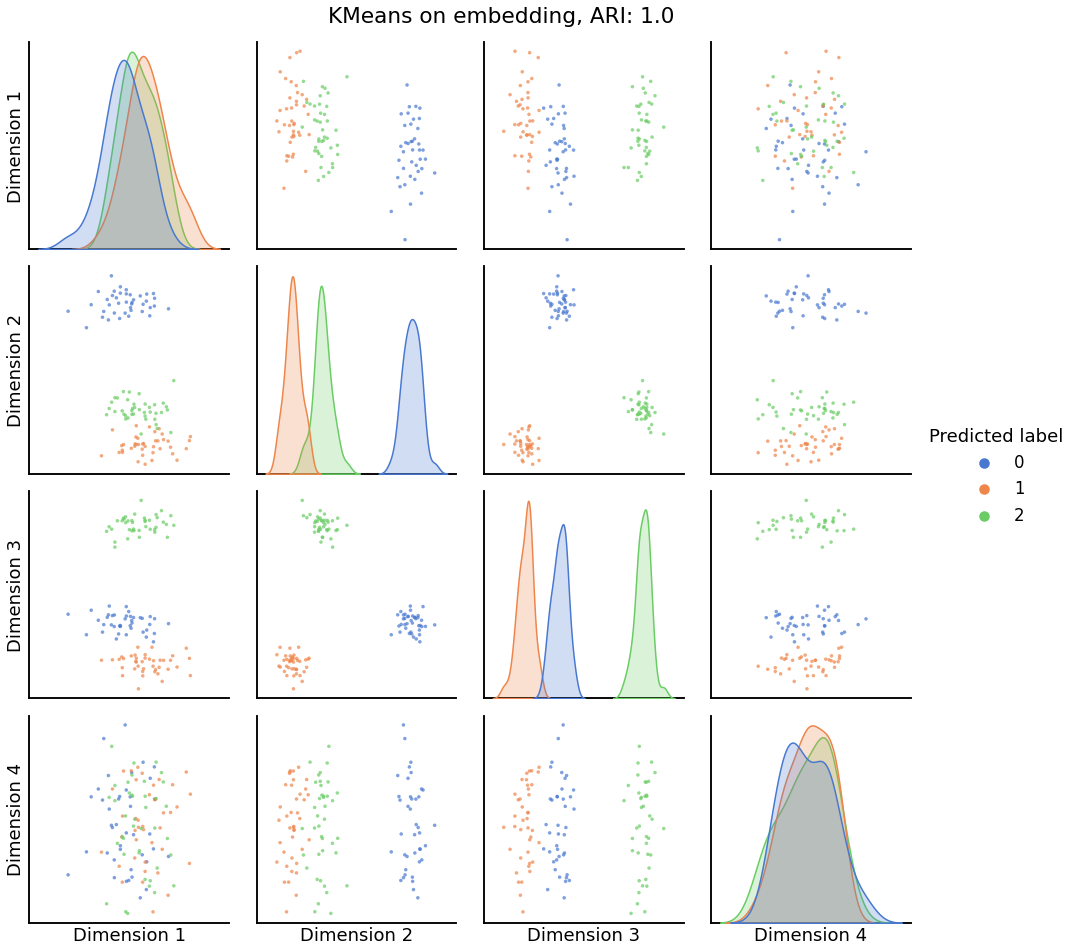 KMeans on embedding, ARI: 1.0
Dimension 1
Dimension 2
Dimension 3
Dimension 4
Predicted label
0
1
2
Dimension 1
Dimension 2
Dimension 3
Dimension 4